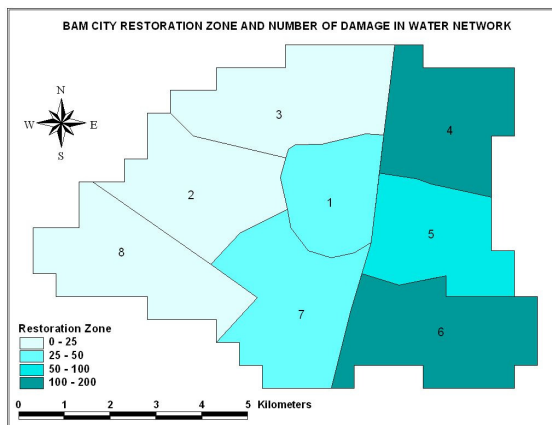 BAM CITY RESTORATION ZONE AND NUMBER OF DAMAGE IN WATER NETWORK
N
W E
S
3
4
1
2
5
8
7
6
Restoration Zone
0 - 25
25 - 50
50 - 100
100 - 200
0 1 2 3 4 5 Kilometers